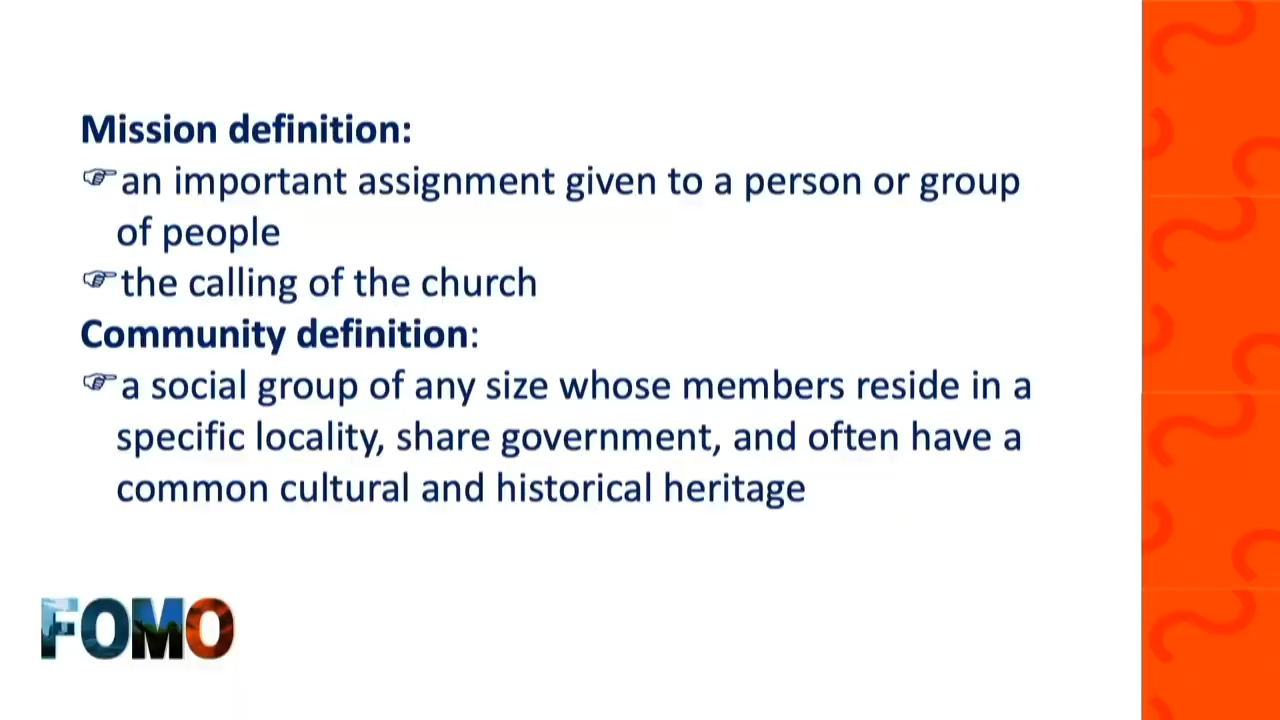 Mission definition:
☞an important assignment given to a person or group
of people
☞the calling of the church
Community definition:
☞a social group of any size whose members reside in a
specific locality, share government, and often have a
common cultural and historical heritage
FOMO